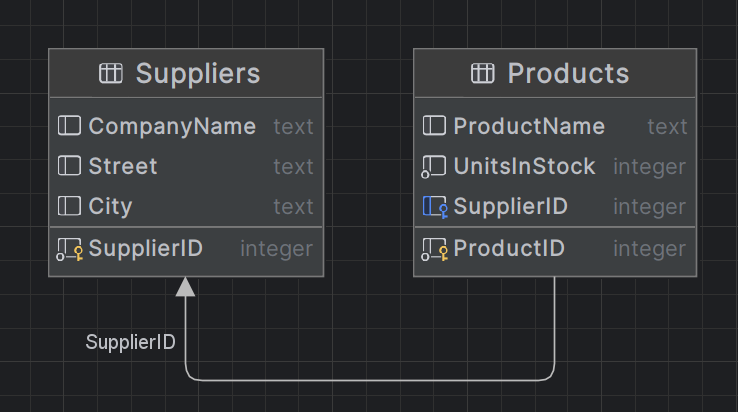 Suppliers
CompanyName text
Street text
City text
SupplierID integer
Products
ProductName text
UnitsInStock integer
SupplierID integer
ProductID integer
SupplierID